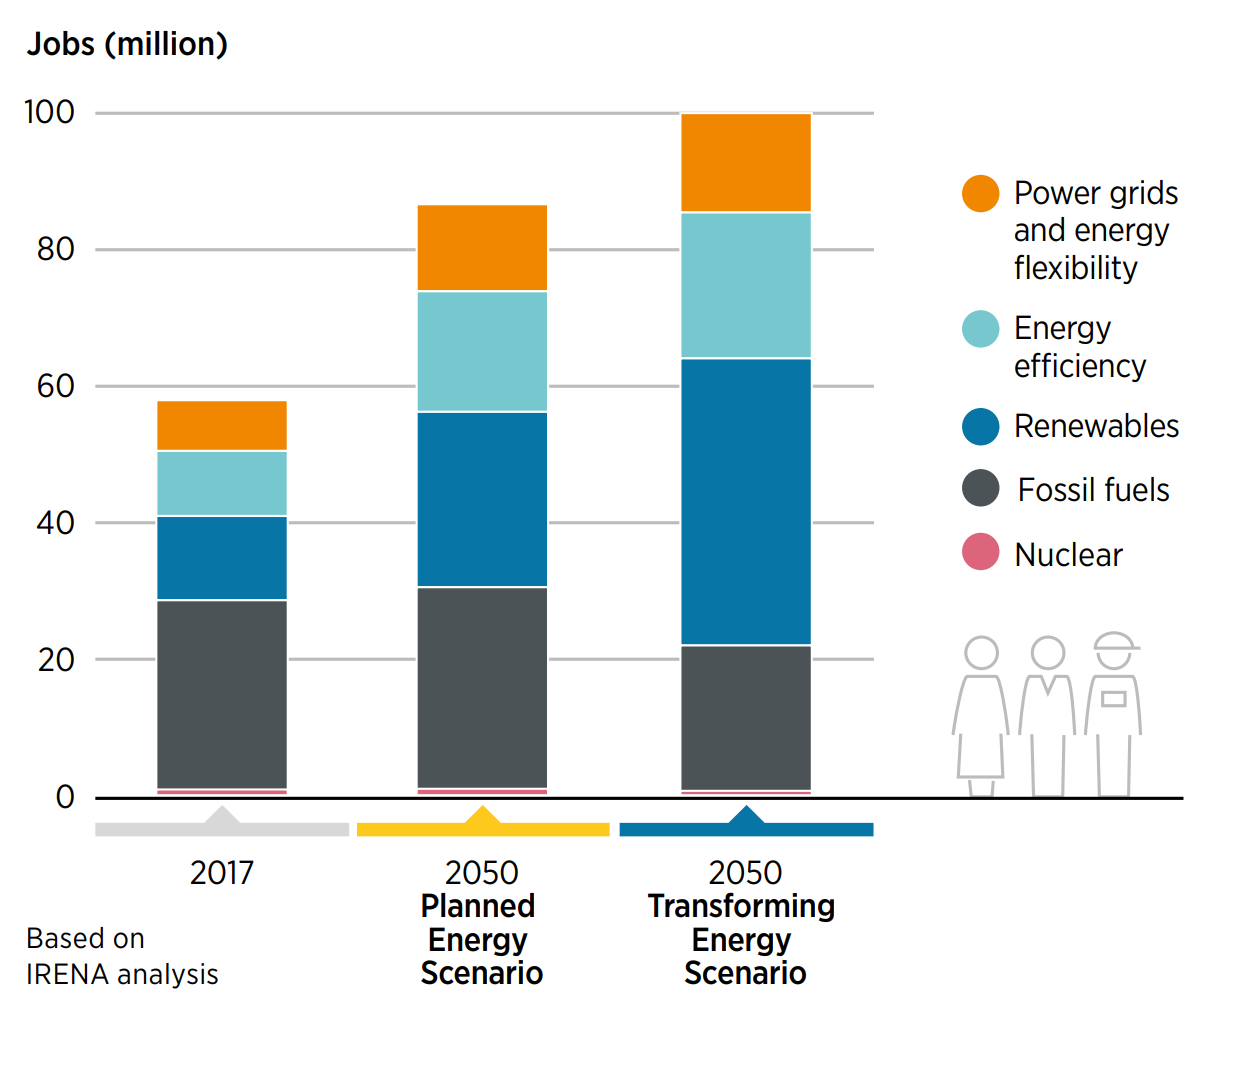 Jobs (million)
100
80
60
40
20
0
Power grids
and energy
flexibility
Energy
efficiency
Renewables
Fossil fuels
Nuclear
2017
2050
Planned
Energy
Scenario
2050
Transforming
Energy
Scenario
Based on
IRENA analysis